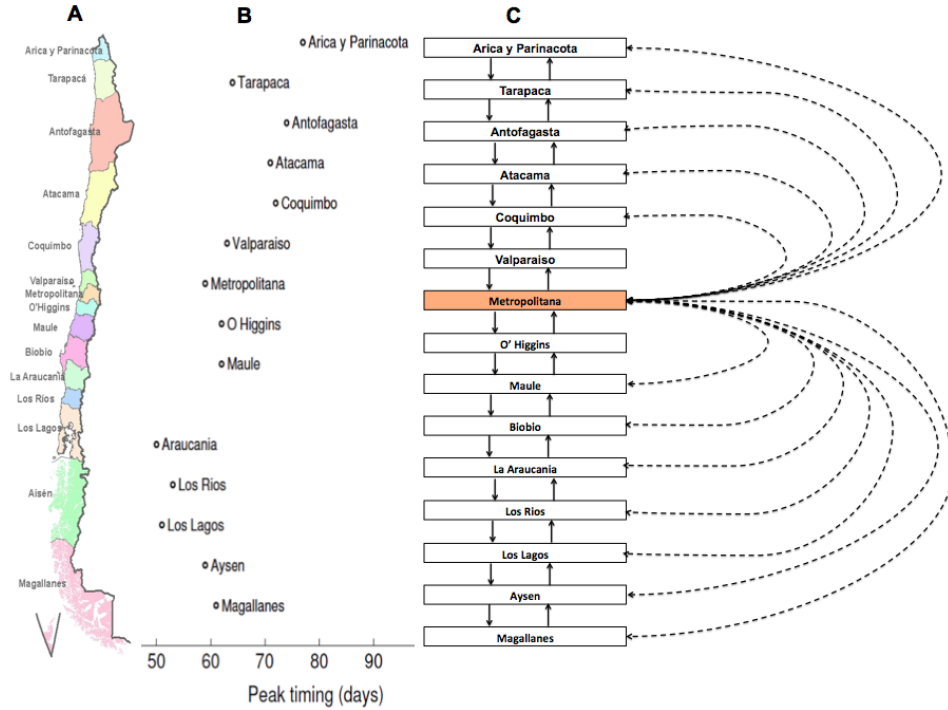 A
Arica y Parinacota
Tarapacá
Antofagasta
Atacama
Coquimbo
Valparaiso
Metropolitana
O'Higgins
Maule
Biobio
La Araucania
Los Ríos
Los Lagos
Aisén
Magallanes
B
Arica y Parinacota
Tarapaca
Antofagasta
Atacama
Coquimbo
Valparaiso
Metropolitana
O Higgins
Maule
Araucania
Los Rios
Los Lagos
Aysen
Magallanes
50 60 70 80 90
Peak timing (days)
C
Arica y Parinacota
Tarapaca
Antofagasta
Atacama
Coquimbo
Valparaiso
Metropolitana
O' Higgins
Maule
Biobio
La Araucania
Los Rios
Los Lagos
Aysen
Magallanes